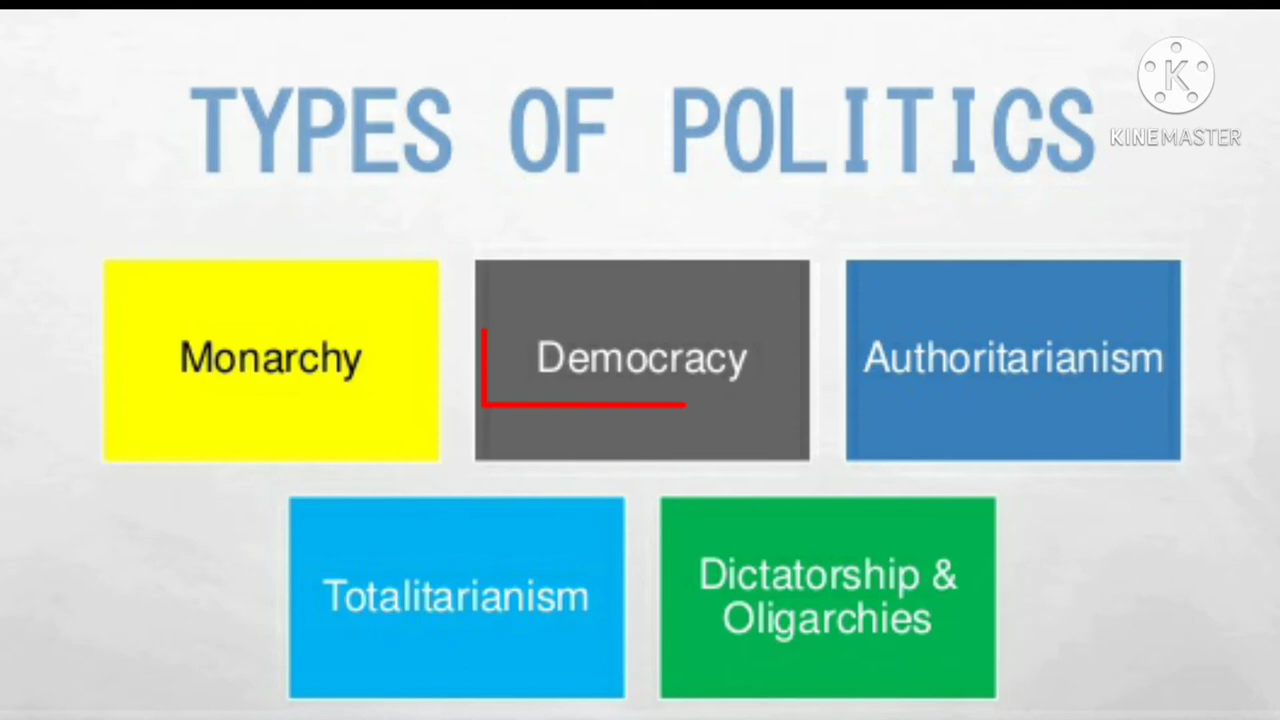 TYPES OF POLITICS
K
KINEMASTER
Monarchy
Democracy
Authoritarianism
Totalitarianism
Dictatorship &
Oligarchies